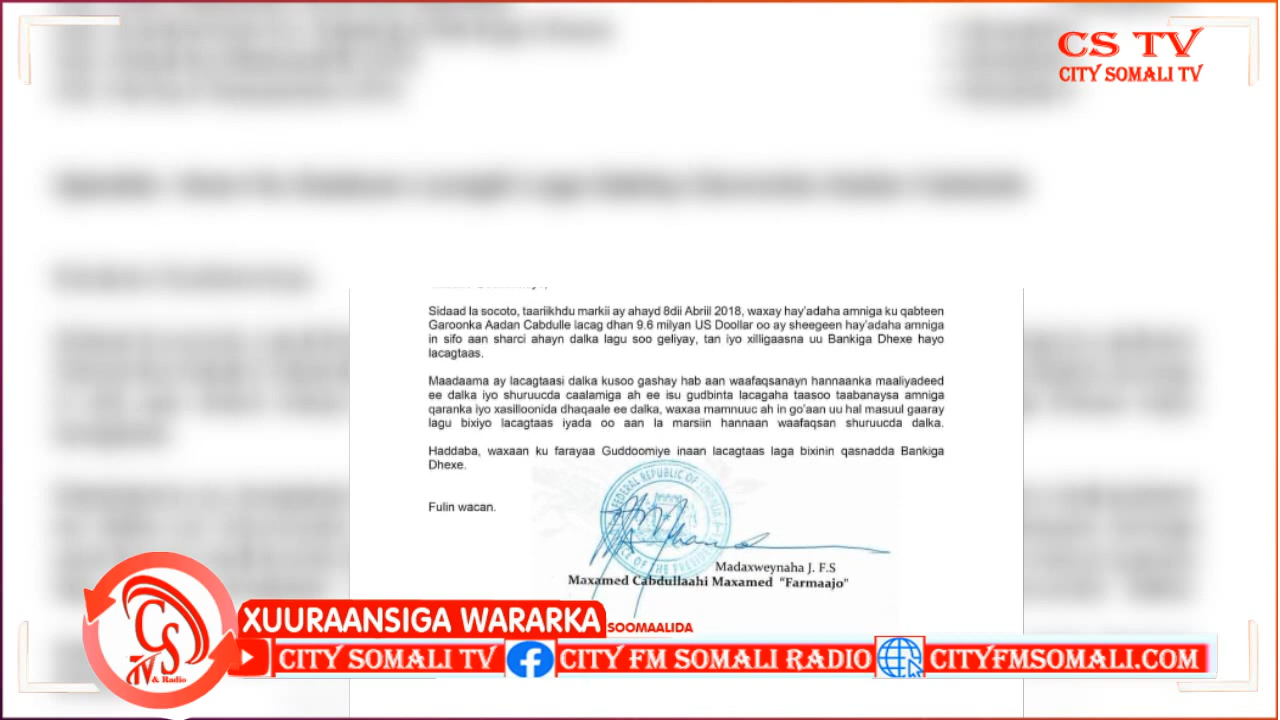 CS TV
CITY SOMALI TV
Sidaad la socoto, taariikhdu markii ay ahayd 8dii Abriil 2018, waxay hay'adaha amniga ku qabteen
Garoonka Aadan Cabdulle lacag dhan 9.6 milyan US Doollar oo ay sheegeen hay'adaha amniga
in sifo aan sharci ahayn dalka lagu soo geliyay, tan iyo xilligaasna uu Bankiga Dhexe hayo
lacagtaas.
Maadaama ay lacagtaasi dalka kusoo gashay hab aan waafaqsanayn hannaanka maaliyadeed
ee dalka iyo shuruucda caalamiga ah ee isu gudbinta lacagaha taasoo taabanaysa amniga
qaranka iyo xasilloonida dhaqaale ee dalka, waxaa mamnuuc ah in go'aan uu hal masuul gaaray
lagu bixiyo lacagtaas iyada oo aan la marsiin hannaan waafaqsan shuruucda dalka.
Haddaba, waxaan ku farayaa Guddoomiye inaan lacagtaas laga bixinin qasnadda Bankiga
Dhexe.
Fulin wacan.
Madaxweynaha J. F.S
Maxamed Cabdullaahi Maxamed "Farmaajo"
CS
TV & Radio
XUURAANSIGA WARARKA
SOOMAALIDA
CITY SOMALI TV
CITY FM SOMALI RADIO
CITYFMSOMALI.COM